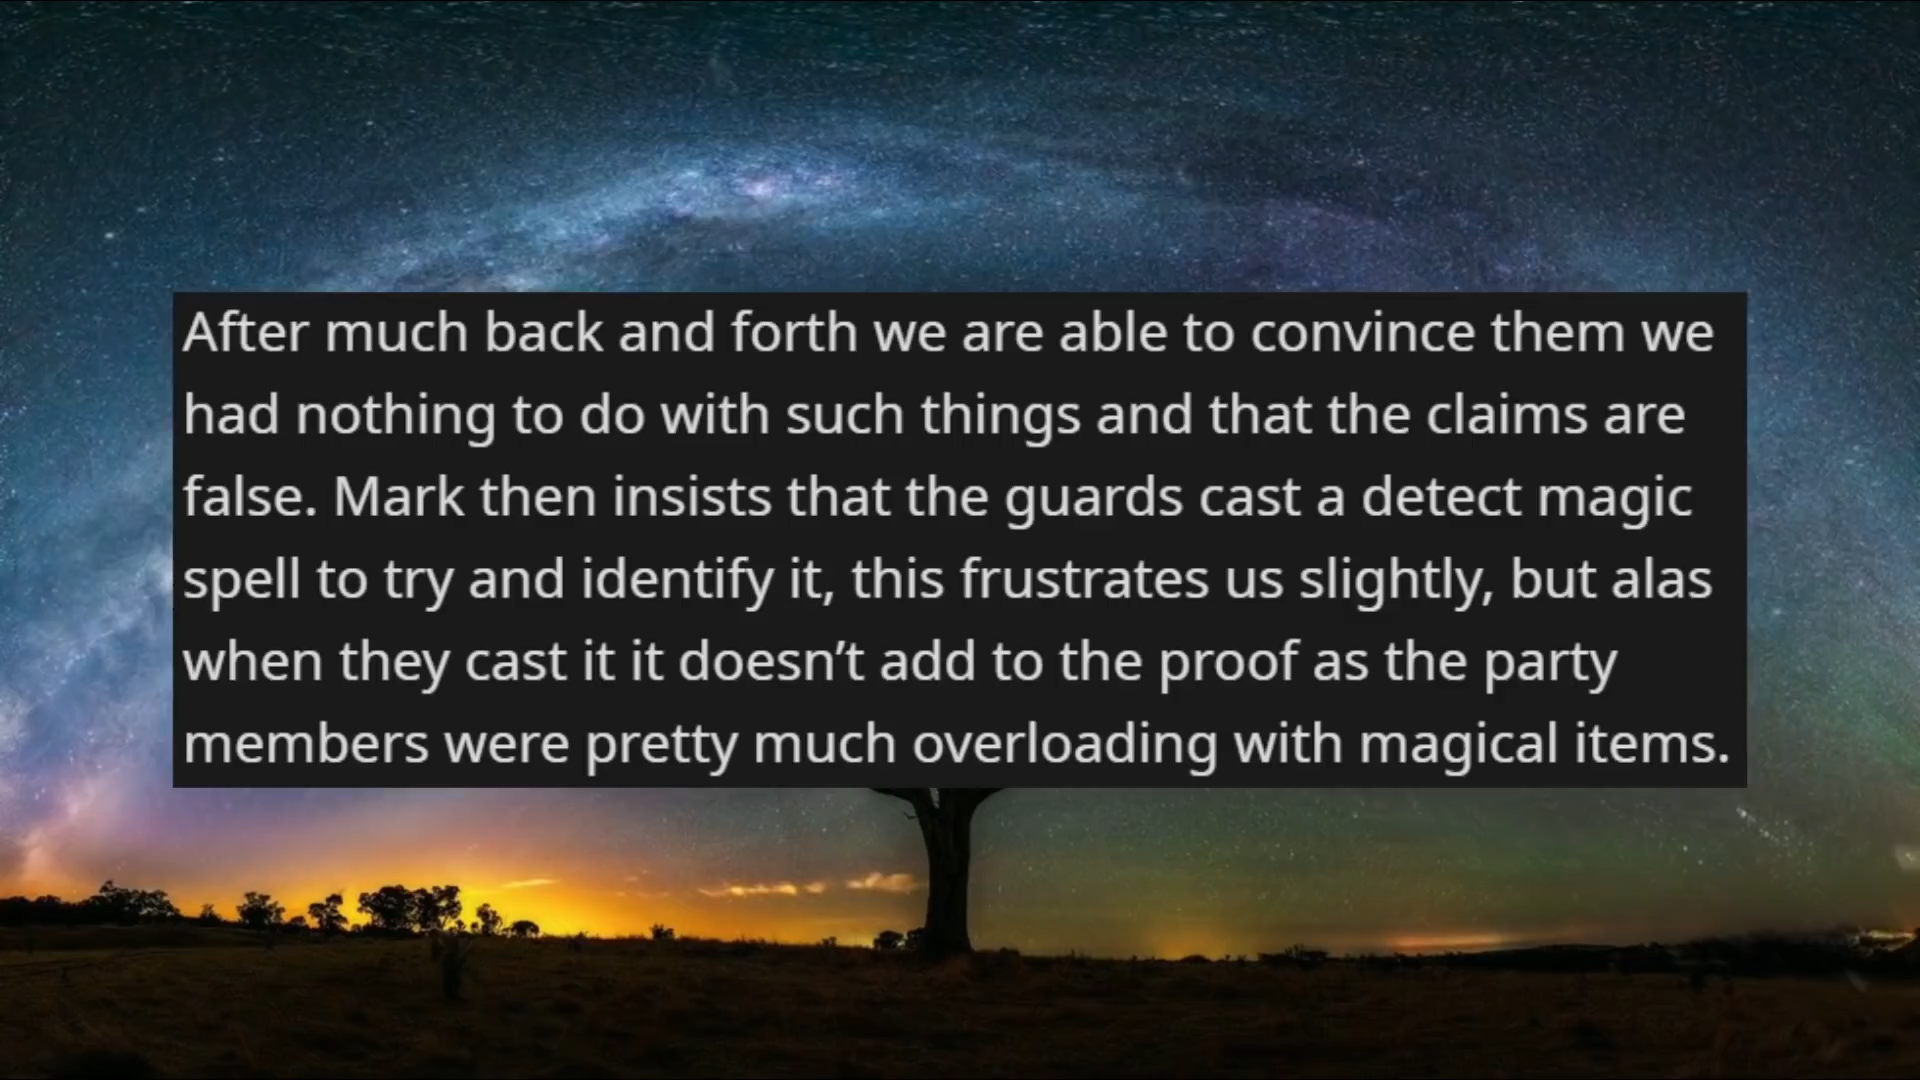 After much back and forth we are able to convince them we
had nothing to do with such things and that the claims are
false. Mark then insists that the guards cast a detect magic
spell to try and identify it, this frustrates us slightly, but alas
when they cast it it doesn’t add to the proof as the party
members were pretty much overloading with magical items.